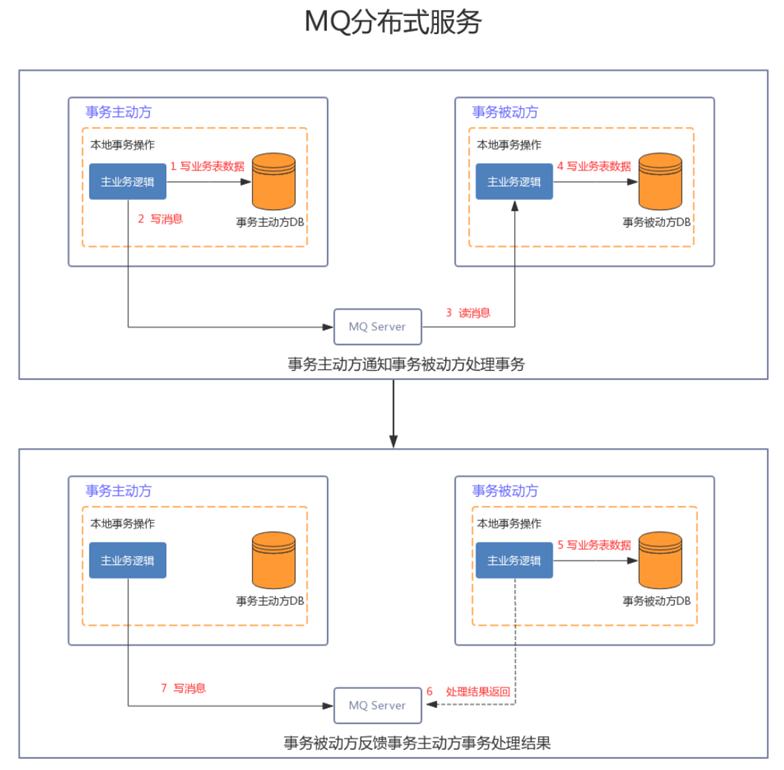 MQ分布式服务
事务主动方
事务被动方
本地事务操作
本地事务操作
主业务逻辑
1 写业务表数据
主业务逻辑
4 写业务表数据
2 写消息
事务主动方DB
事务被动方DB
MQ Server
3 读消息
事务主动方通知事务被动方处理事务
事务主动方
事务被动方
本地事务操作
本地事务操作
主业务逻辑
主业务逻辑
5 写业务表数据
事务主动方DB
事务被动方DB
7 写消息
MQ Server
6 处理结果返回
事务被动方反馈事务主动方事务处理结果